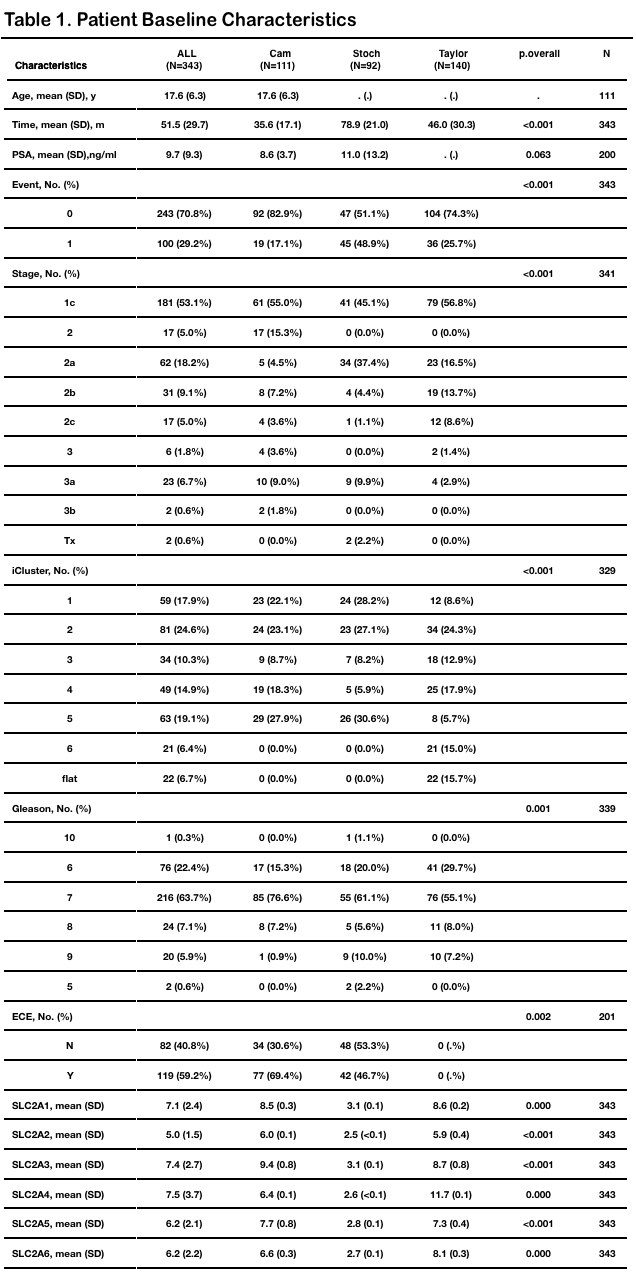 Table 1. Patient Baseline Characteristics
Characteristics ALL (N=343) Cam (N=111) Stoch (N=92) Taylor (N=140) p.overall N
Age, mean (SD), y 17.6 (6.3) 17.6 (6.3) . (.) . (.) . 111
Time, mean (SD), m 51.5 (29.7) 35.6 (17.1) 78.9 (21.0) 46.0 (30.3) <0.001 343
PSA, mean (SD),ng/ml 9.7 (9.3) 8.6 (3.7) 11.0 (13.2) . (.) 0.063 200
Event, No. (%) <0.001 343
0 243 (70.8%) 92 (82.9%) 47 (51.1%) 104 (74.3%)
1 100 (29.2%) 19 (17.1%) 45 (48.9%) 36 (25.7%)
Stage, No. (%) <0.001 341
1c 181 (53.1%) 61 (55.0%) 41 (45.1%) 79 (56.8%)
2 17 (5.0%) 17 (15.3%) 0 (0.0%) 0 (0.0%)
2a 62 (18.2%) 5 (4.5%) 34 (37.4%) 23 (16.5%)
2b 31 (9.1%) 8 (7.2%) 4 (4.4%) 19 (13.7%)
2c 17 (5.0%) 4 (3.6%) 1 (1.1%) 12 (8.6%)
3 6 (1.8%) 4 (3.6%) 0 (0.0%) 2 (1.4%)
3a 23 (6.7%) 10 (9.0%) 9 (9.9%) 4 (2.9%)
3b 2 (0.6%) 2 (1.8%) 0 (0.0%) 0 (0.0%)
Tx 2 (0.6%) 0 (0.0%) 2 (2.2%) 0 (0.0%)
iCluster, No. (%) <0.001 329
1 59 (17.9%) 23 (22.1%) 24 (28.2%) 12 (8.6%)
2 81 (24.6%) 24 (23.1%) 23 (27.1%) 34 (24.3%)
3 34 (10.3%) 9 (8.7%) 7 (8.2%) 18 (12.9%)
4 49 (14.9%) 19 (18.3%) 5 (5.9%) 25 (17.9%)
5 63 (19.1%) 29 (27.9%) 26 (30.6%) 8 (5.7%)
6 21 (6.4%) 0 (0.0%) 0 (0.0%) 21 (15.0%)
flat 22 (6.7%) 0 (0.0%) 0 (0.0%) 22 (15.7%)
Gleason, No. (%) 0.001 339
10 1 (0.3%) 0 (0.0%) 1 (1.1%) 0 (0.0%)
6 76 (22.4%) 17 (15.3%) 18 (20.0%) 41 (29.7%)
7 216 (63.7%) 85 (76.6%) 55 (61.1%) 76 (55.1%)
8 24 (7.1%) 8 (7.2%) 5 (5.6%) 11 (8.0%)
9 20 (5.9%) 1 (0.9%) 9 (10.0%) 10 (7.2%)
5 2 (0.6%) 0 (0.0%) 2 (2.2%) 0 (0.0%)
ECE, No. (%) 0.002 201
N 82 (40.8%) 34 (30.6%) 48 (53.3%) 0 (.%)
Y 119 (59.2%) 77 (69.4%) 42 (46.7%) 0 (.%)
SLC2A1, mean (SD) 7.1 (2.4) 8.5 (0.3) 3.1 (0.1) 8.6 (0.2) 0.000 343
SLC2A2, mean (SD) 5.0 (1.5) 6.0 (0.1) 2.5 (<0.1) 5.9 (0.4) <0.001 343
SLC2A3, mean (SD) 7.4 (2.7) 9.4 (0.8) 3.1 (0.1) 8.7 (0.8) <0.001 343
SLC2A4, mean (SD) 7.5 (3.7) 6.4 (0.1) 2.6 (<0.1) 11.7 (0.1) 0.000 343
SLC2A5, mean (SD) 6.2 (2.1) 7.7 (0.8) 2.8 (0.1) 7.3 (0.4) <0.001 343
SLC2A6, mean (SD) 6.2 (2.2) 6.6 (0.3) 2.7 (0.1) 8.1 (0.3) 0.000 343